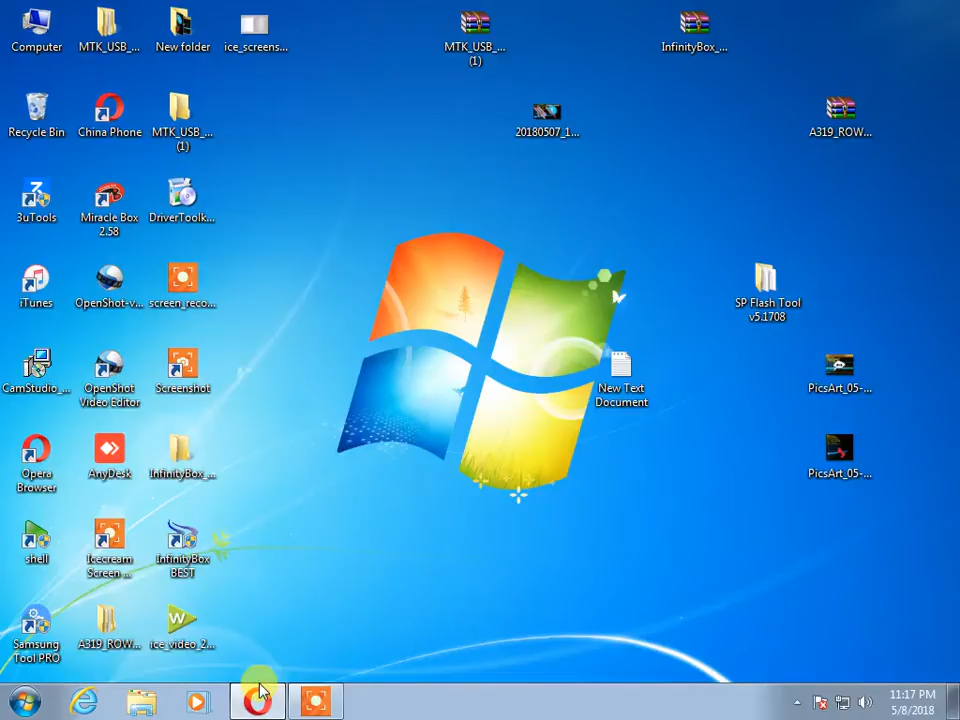 Computer
MTK_USB_...
New folder
ice_screens...
MTK_USB_...
(1)
InfinityBox_...
Recycle Bin
China Phone
MTK_USB_...
(1)
20180507_1...
A319_ROW...
3uTools
Miracle Box
2.58
DriverToolk...
iTunes
OpenShot-v...
screen_reco...
SP Flash Tool
v5.1708
CamStudio_...
OpenShot
Video Editor
Screenshot
New Text
Document
PicsArt_05-...
Opera
Browser
AnyDesk
InfinityBox_...
PicsArt_05-...
shell
Icecream
Screen ...
InfinityBox
BEST
Samsung
Tool PRO
A319_ROW...
W
ice_video_2...
11:17 PM
5/8/2018